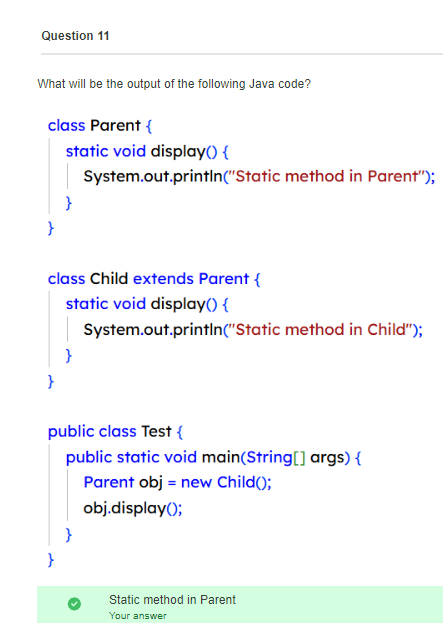 Question 11
What will be the output of the following Java code?
class Parent {
static void display() {
System.out.println("Static method in Parent");
}
}
class Child extends Parent {
static void display() {
System.out.println("Static method in Child");
}
}
public class Test {
public static void main(String[] args) {
Parent obj = new Child();
obj.display();
}
}
Static method in Parent
Your answer